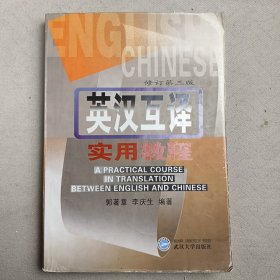 ENGLISH
CHINESE
修订第三版
英汉互译
实用教程
A PRACTICAL COURSE
IN TRANSLATION
BETWEEN ENGLISH AND CHINESE
郭著章 李庆生 编著
武汉大学出版社